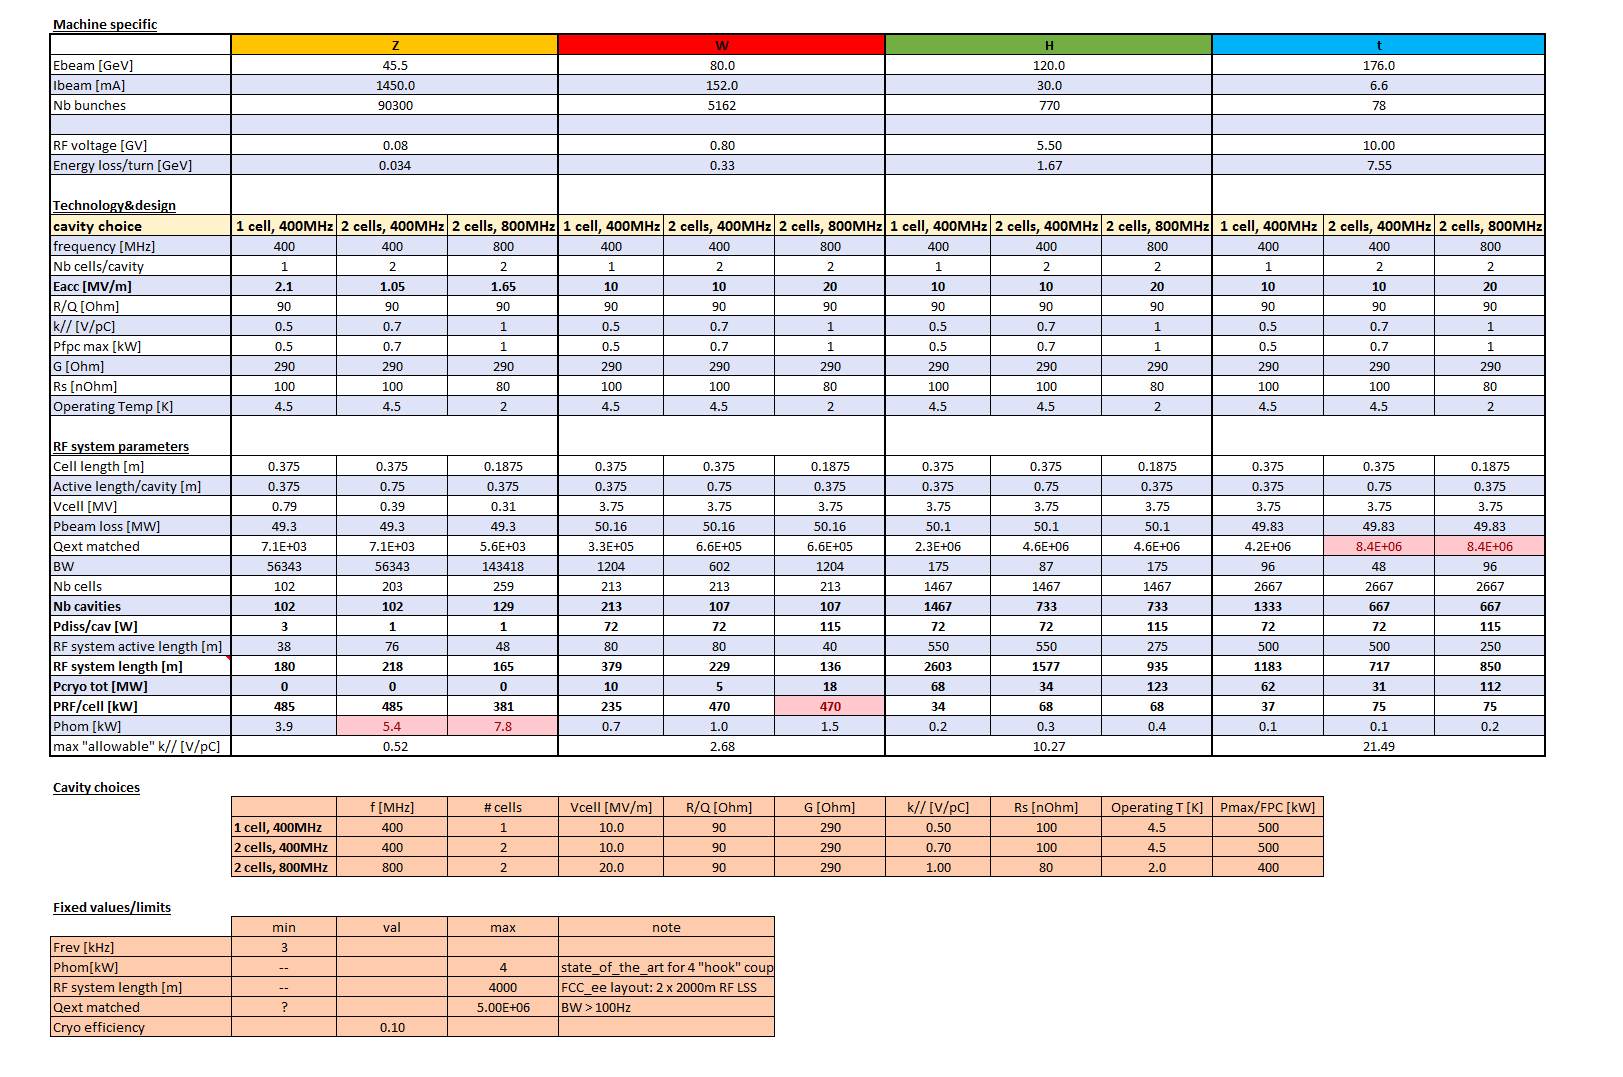 Machine specific
Z W H t
Ebeam [GeV] 45.5 80.0 120.0 176.0
Ibeam [mA] 1450.0 152.0 30.0 6.6
Nb bunches 90300 5162 770 78
RF voltage [GV] 0.08 0.80 5.50 10.00
Energy loss/turn [GeV] 0.034 0.33 1.67 7.55
Technology&design
cavity choice 1 cell, 400MHz 2 cells, 400MHz 2 cells, 800MHz 1 cell, 400MHz 2 cells, 400MHz 2 cells, 800MHz 1 cell, 400MHz 2 cells, 400MHz 2 cells, 800MHz 1 cell, 400MHz 2 cells, 400MHz 2 cells, 800MHz
frequency [MHz] 400 400 800 400 400 800 400 400 800 400 400 800
Nb cells/cavity 1 2 2 1 2 2 1 2 2 1 2 2
Eacc [MV/m] 2.1 1.05 1.65 10 10 20 10 10 20 10 10 20
R/Q [Ohm] 90 90 90 90 90 90 90 90 90 90 90 90
k// [V/pC] 0.5 0.7 1 0.5 0.7 1 0.5 0.7 1 0.5 0.7 1
Pfpc max [kW] 0.5 0.7 1 0.5 0.7 1 0.5 0.7 1 0.5 0.7 1
G [Ohm] 290 290 290 290 290 290 290 290 290 290 290 290
Rs [nOhm] 100 100 80 100 100 80 100 100 80 100 100 80
Operating Temp [K] 4.5 4.5 2 4.5 4.5 2 4.5 4.5 2 4.5 4.5 2
RF system parameters
Cell length [m] 0.375 0.375 0.1875 0.375 0.375 0.1875 0.375 0.375 0.1875 0.375 0.375 0.1875
Active length/cavity [m] 0.375 0.75 0.375 0.375 0.75 0.375 0.375 0.75 0.375 0.375 0.75 0.375
Vcell [MV] 0.79 0.39 0.31 3.75 3.75 3.75 3.75 3.75 3.75 3.75 3.75 3.75
Pbeam loss [MW] 49.3 49.3 49.3 50.16 50.16 50.16 50.1 50.1 50.1 49.83 49.83 49.83
Qext matched 7.1E+03 7.1E+03 5.6E+03 3.3E+05 6.6E+05 6.6E+05 2.3E+06 4.6E+06 4.6E+06 4.2E+06 8.4E+06 8.4E+06
BW 56343 56343 143418 1204 602 1204 175 87 175 96 48 96
Nb cells 102 203 259 213 213 213 1467 1467 1467 2667 2667 2667
Nb cavities 102 102 129 213 107 107 1467 733 733 1333 667 667
Pdiss/cav [W] 3 1 1 72 72 115 72 72 115 72 72 115
RF system active length [m] 38 76 48 80 80 40 550 550 275 500 500 250
RF system length [m] 180 218 165 379 229 136 2603 1577 935 1183 717 850
Pcryo tot [MW] 0 0 0 10 5 18 68 34 123 62 31 112
PRF/cell [kW] 485 485 381 235 470 470 34 68 68 37 75 75
Phom [kW] 3.9 5.4 7.8 0.7 1.0 1.5 0.2 0.3 0.4 0.1 0.1 0.2
max "allowable" k// [V/pC] 0.52 2.68 10.27 21.49
Cavity choices
f [MHz] # cells Vcell [MV/m] R/Q [Ohm] G [Ohm] k// [V/pC] Rs [nOhm] Operating T [K] Pmax/FPC [kW]
1 cell, 400MHz 400 1 10.0 90 290 0.50 100 4.5 500
2 cells, 400MHz 400 2 10.0 90 290 0.70 100 4.5 500
2 cells, 800MHz 800 2 20.0 90 290 1.00 80 2.0 400
Fixed values/limits
min val max note
Frev [kHz] 3
Phom[kW] -- 4 state_of_the_art for 4 "hook" coup
RF system length [m] -- 4000 FCC_ee layout: 2 x 2000m RF LSS
Qext matched ? 5.00E+06 BW > 100Hz
Cryo efficiency 0.10